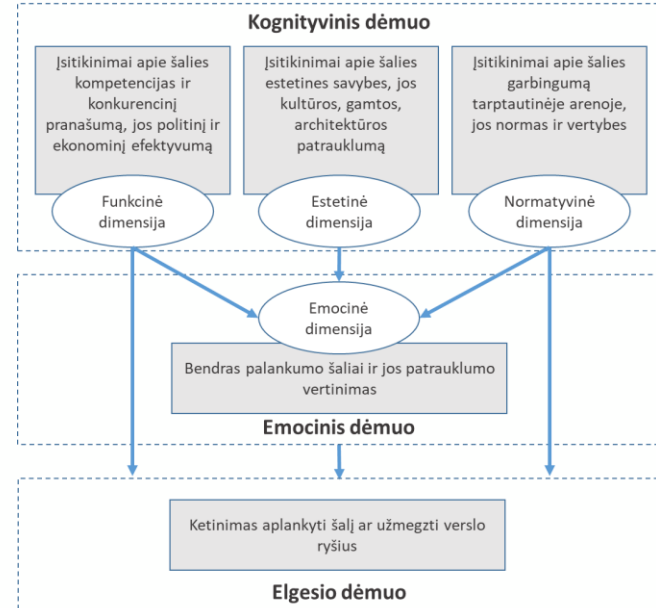 Kognityvinis dėmuo
Įsitikinimai apie šalies
kompetencijas ir
konkurencinį
pranašumą, jos politinį ir
ekonominį efektyvumą
Funkcinė
dimensija
Įsitikinimai apie šalies
estetines savybes, jos
kultūros, gamtos,
architektūros
patrauklumą
Estetinė
dimensija
Įsitikinimai apie šalies
garbingumą
tarptautinėje arenoje,
jos normas ir vertybes
Normatyvinė
dimensija
Emocinė
dimensija
Bendras palankumo šaliai ir jos patrauklumo
vertinimas
Emocinis dėmuo
Ketinimas aplankyti šalį ar užmegzti verslo
ryšius
Elgesio dėmuo